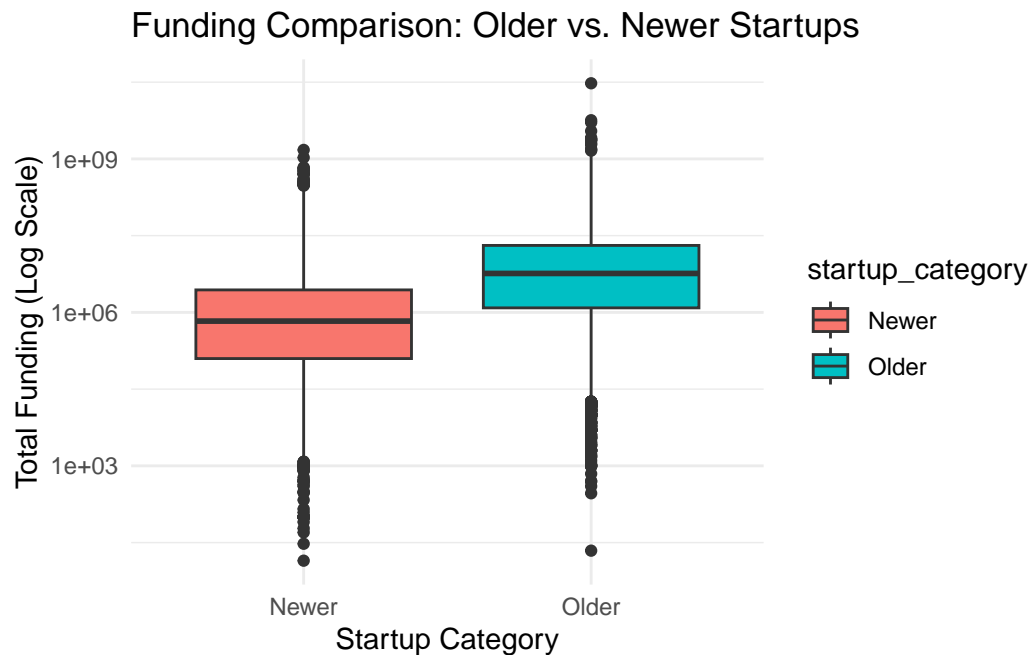 Funding Comparison: Older vs. Newer Startups
Total Funding (Log Scale)
1e+09
1e+06
1e+03
Newer
Older
Startup Category
startup_category
Newer
Older